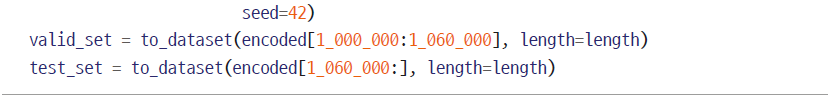 seed=42)
valid_set = to_dataset(encoded[1_000_000:1_060_000], length=length)
test_set = to_dataset(encoded[1_060_000:], length=length)